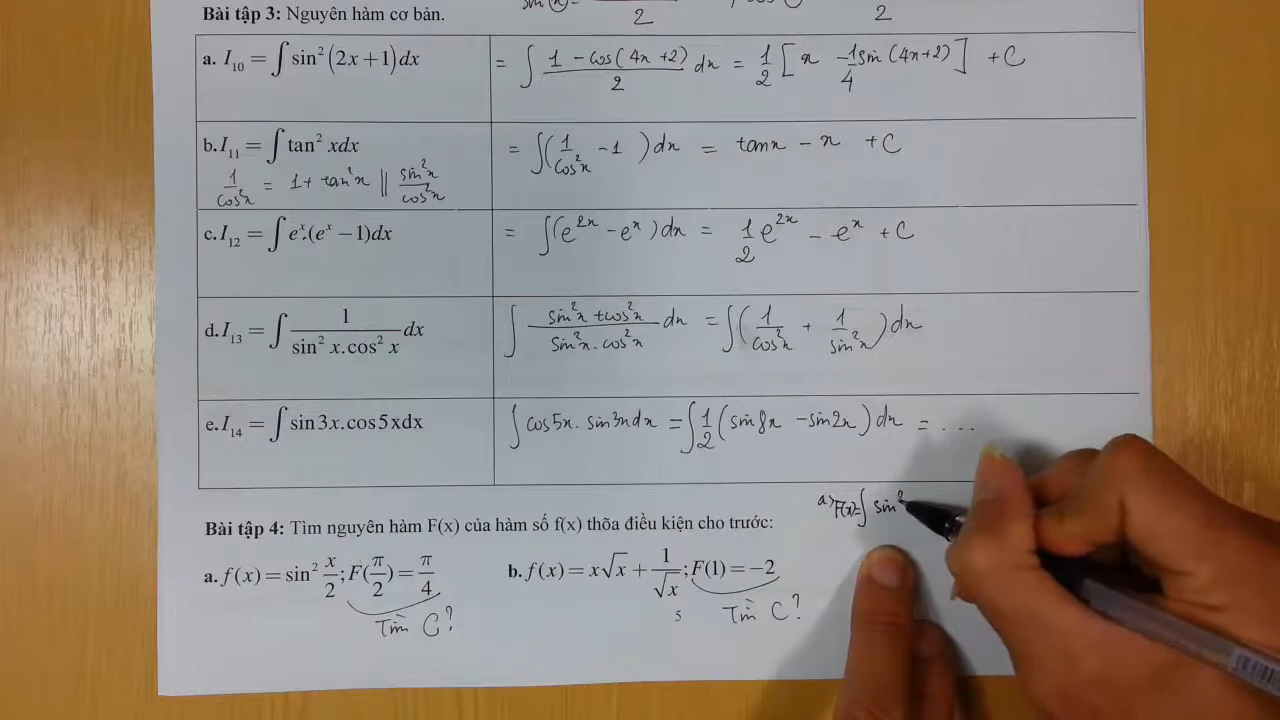 Bài tập 3: Nguyên hàm cơ bản.
2 2
a. I₁₀ = ∫ sin² (2x+1)dx = ∫ (1 - cos(4x+2))/2 dx = 1/2 [x - 1/4 sin(4x+2)] + C
b. I₁₁ = ∫ tan² xdx = ∫(1/cos²x - 1) dx = tanx - x + C
1/cos²x = 1 + tan²x || sin²x/cos²x
c. I₁₂ = ∫ eˣ.(eˣ - 1)dx = ∫(e²ˣ - eˣ)dx = 1/2 e²ˣ - eˣ + C
d. I₁₃ = ∫ 1/(sin² x.cos² x) dx ∫ (sin²x + cos²x)/(sin²x . cos²x) dx = ∫(1/cos²x + 1/sin²x) dx
e. I₁₄ = ∫ sin3x.cos5xdx ∫ cos5x . sin3x dx = ∫ 1/2 (sin8x - sin2x) dx = ...
a) F(x) = ∫ sin²
Bài tập 4: Tìm nguyên hàm F(x) của hàm số f(x) thõa điều kiện cho trước:
a. f(x) = sin² x/2; F(π/2) = π/4 b. f(x) = x√x + 1/√x; F(1) = -2
Tìm C? Tìm C?
5